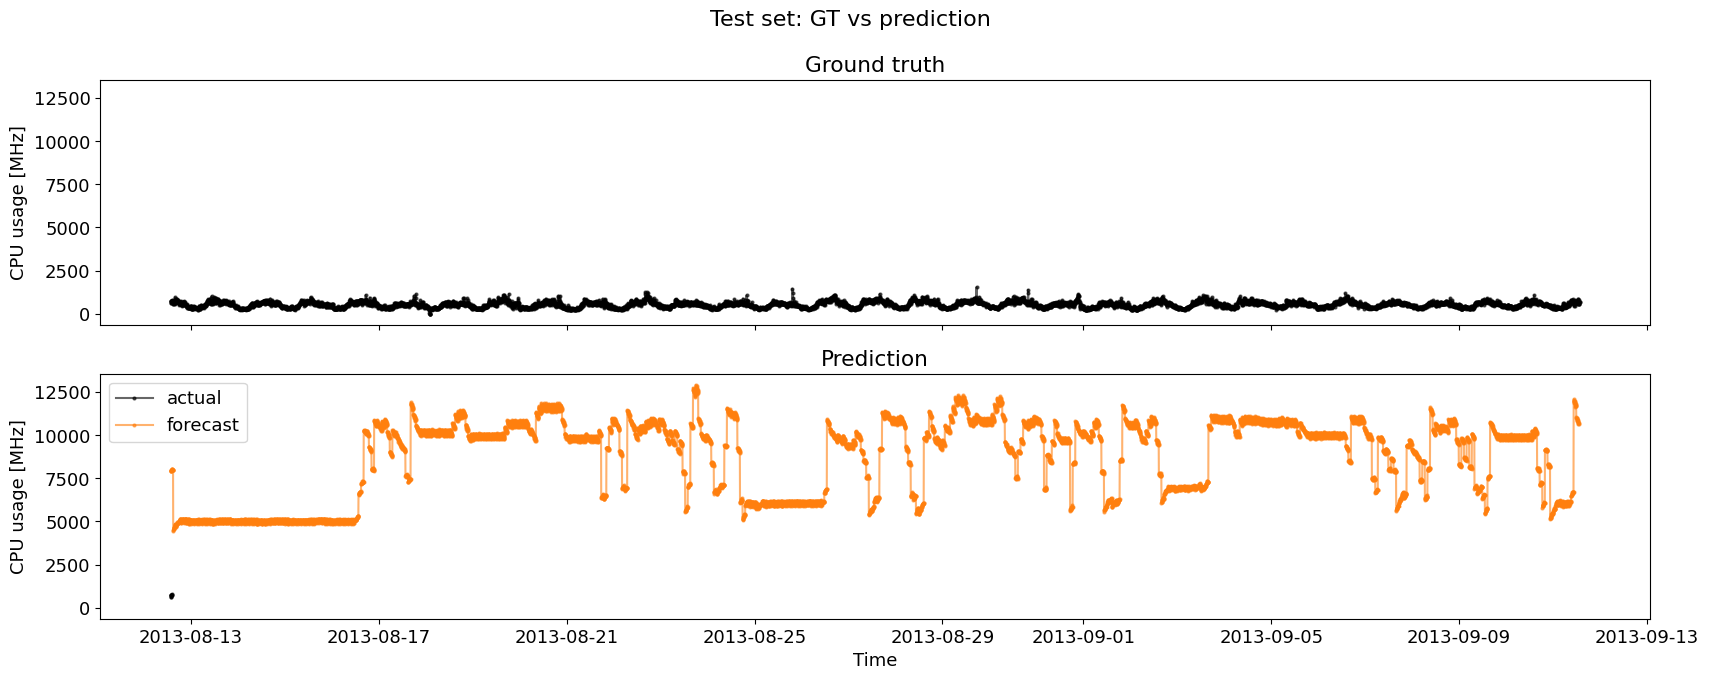 Test set: GT vs prediction
Ground truth
12500
10000
7500
5000
2500
0
CPU usage [MHz]
Prediction
actual
forecast
12500
10000
7500
5000
2500
0
CPU usage [MHz]
2013-08-13 2013-08-17 2013-08-21 2013-08-25 2013-08-29 2013-09-01 2013-09-05 2013-09-09 2013-09-13
Time